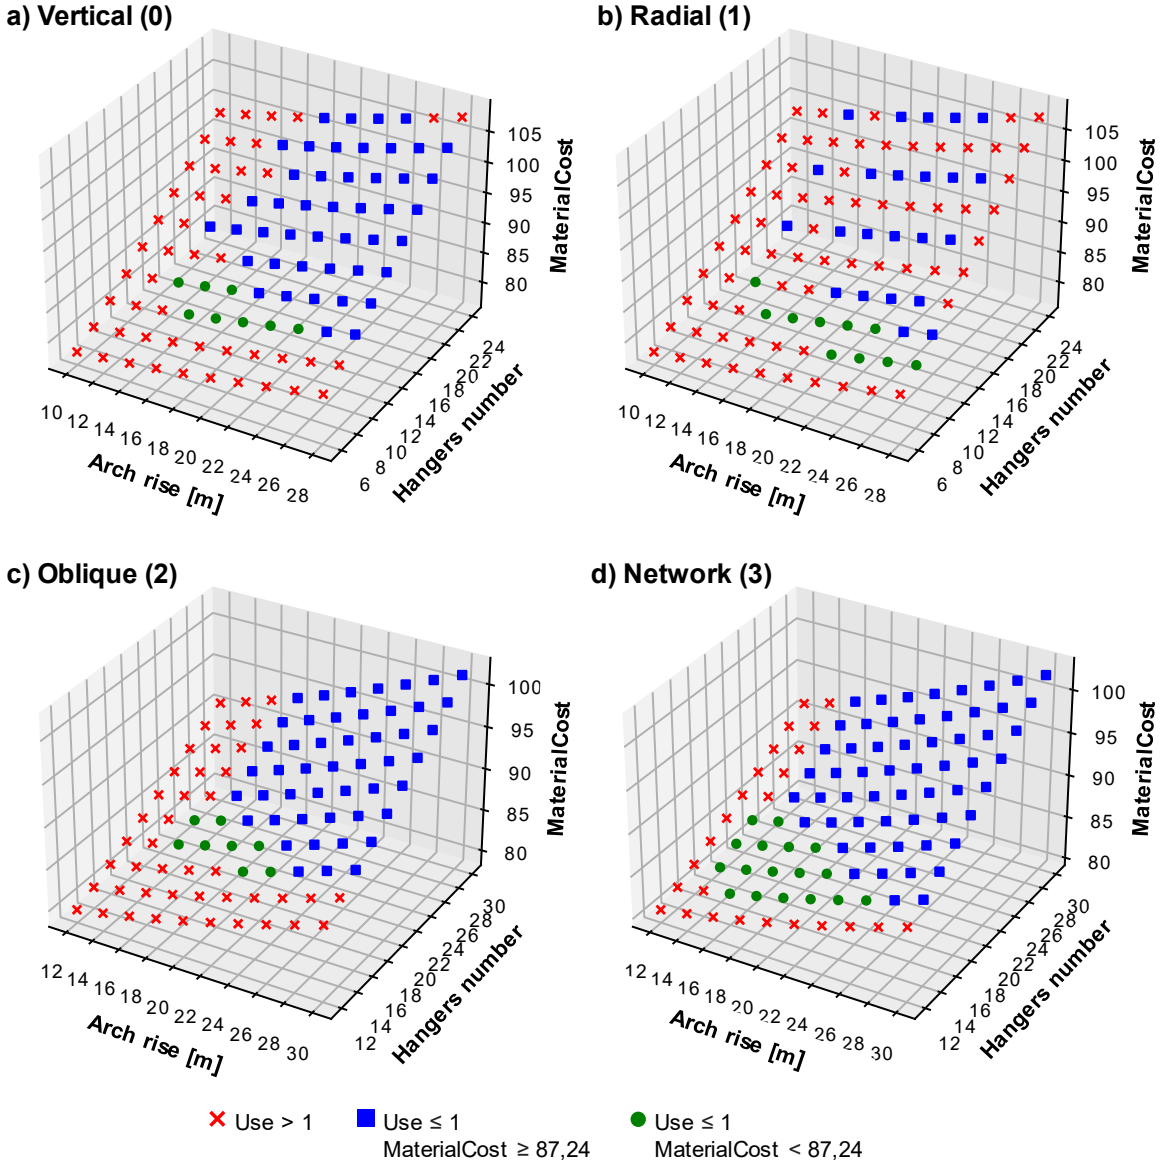 a) Vertical (0)
b) Radial (1)
105
100
95
90
85
80
MaterialCost
10 12 14 16 18 20 22 24 26 28
Arch rise [m]
6 8 10 12 14 16 18 20 22 24
Hangers number
105
100
95
90
85
80
MaterialCost
10 12 14 16 18 20 22 24 26 28
Arch rise [m]
6 8 10 12 14 16 18 20 22 24
Hangers number
c) Oblique (2)
d) Network (3)
100
95
90
85
80
MaterialCost
12 14 16 18 20 22 24 26 28 30
Arch rise [m]
12 14 16 18 20 22 24 26 28 30
Hangers number
100
95
90
85
80
MaterialCost
12 14 16 18 20 22 24 26 28 30
Arch rise [m]
12 14 16 18 20 22 24 26 28 30
Hangers number
Use > 1
Use ≤ 1
MaterialCost ≥ 87,24
Use ≤ 1
MaterialCost < 87,24